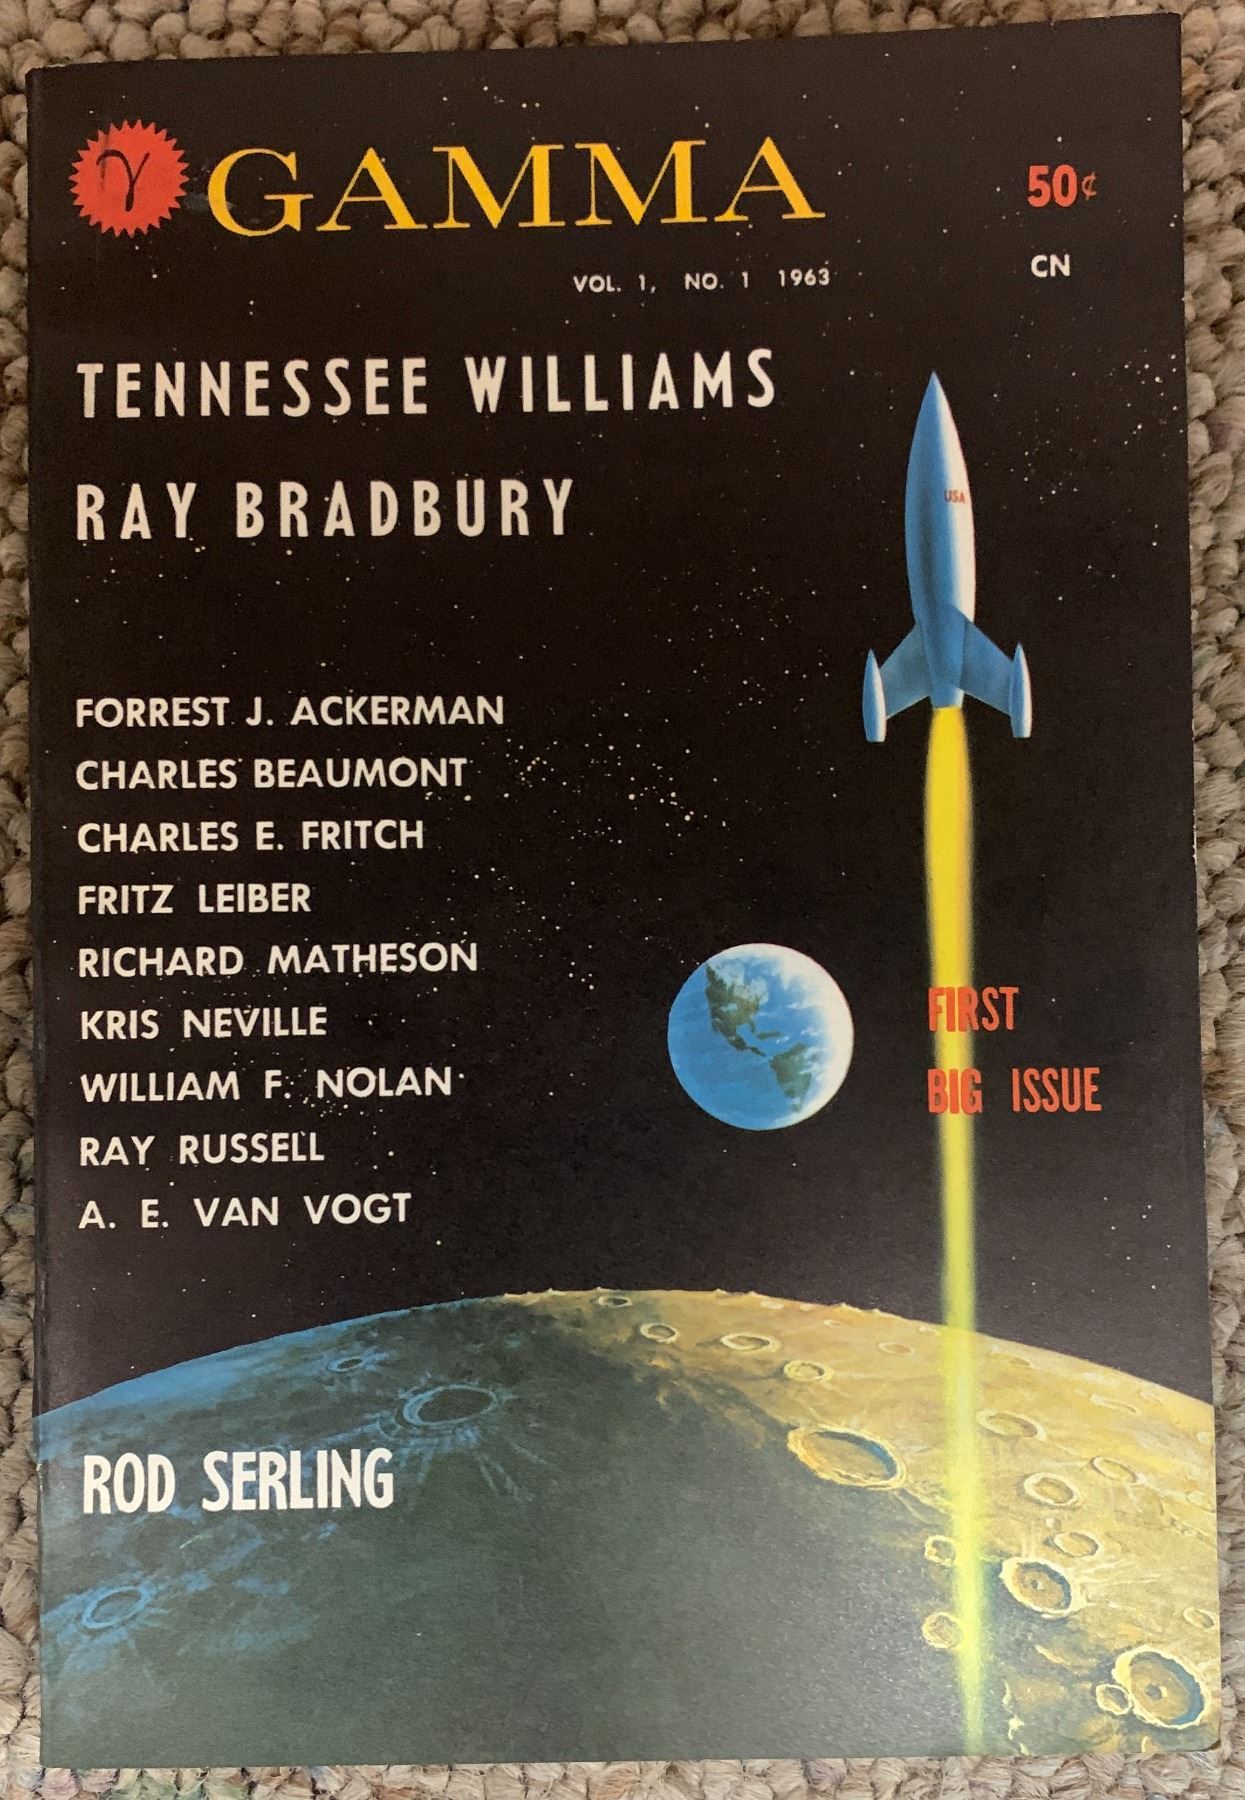 γ GAMMA
50¢
VOL. 1, NO. 1 1963
CN
TENNESSEE WILLIAMS
RAY BRADBURY
USA
FORREST J. ACKERMAN
CHARLES BEAUMONT
CHARLES E. FRITCH
FRITZ LEIBER
RICHARD MATHESON
KRIS NEVILLE
WILLIAM F. NOLAN
RAY RUSSELL
A. E. VAN VOGT
FIRST
BIG ISSUE
ROD SERLING